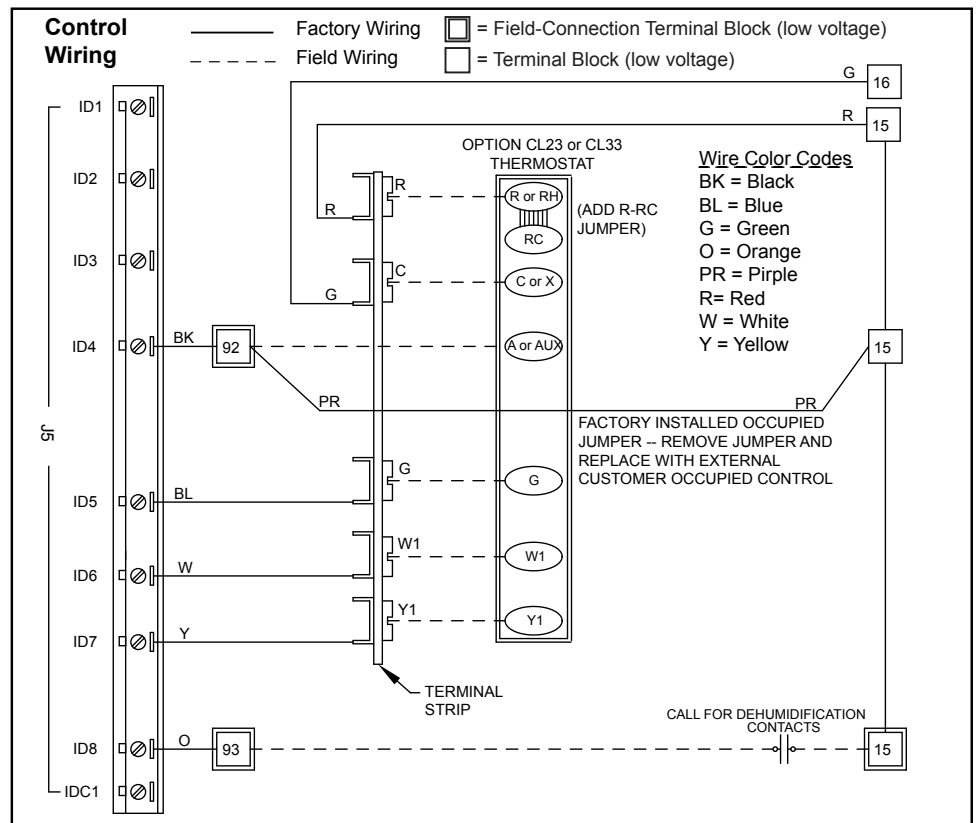 Control
Wiring
Factory Wiring
Field Wiring
= Field-Connection Terminal Block (low voltage)
= Terminal Block (low voltage)
G
16
R
15
ID1
ID2
ID3
ID4
J5
ID5
ID6
ID7
ID8
IDC1
OPTION CL23 or CL33
THERMOSTAT
Wire Color Codes
BK = Black
BL = Blue
G = Green
O = Orange
PR = Pirple
R= Red
W = White
Y = Yellow
R
R
R or RH
(ADD R-RC
JUMPER)
RC
G
C
C or X
BK
92
A or AUX
15
PR
PR
FACTORY INSTALLED OCCUPIED
JUMPER -- REMOVE JUMPER AND
REPLACE WITH EXTERNAL
CUSTOMER OCCUPIED CONTROL
BL
G
G
W
W1
W1
Y
Y1
Y1
TERMINAL
STRIP
CALL FOR DEHUMIDIFICATION
CONTACTS
O
93
15